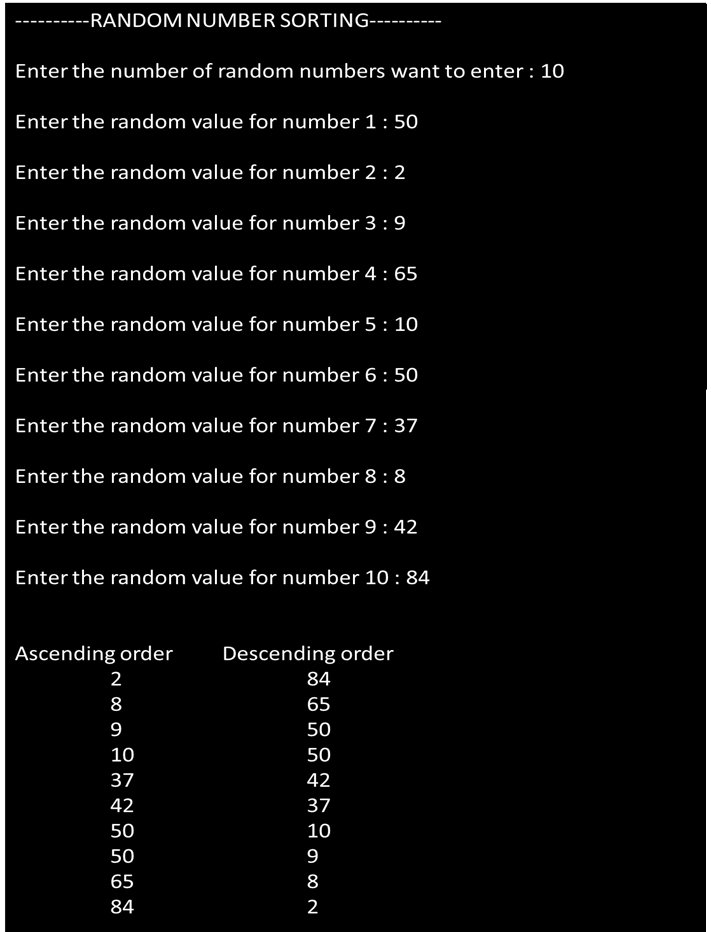 ----------RANDOM NUMBER SORTING----------
Enter the number of random numbers want to enter : 10
Enter the random value for number 1 : 50
Enter the random value for number 2 : 2
Enter the random value for number 3 : 9
Enter the random value for number 4 : 65
Enter the random value for number 5 : 10
Enter the random value for number 6 : 50
Enter the random value for number 7 : 37
Enter the random value for number 8 : 8
Enter the random value for number 9 : 42
Enter the random value for number 10 : 84
Ascending order Descending order
2 84
8 65
9 50
10 50
37 42
42 37
50 10
50 9
65 8
84 2